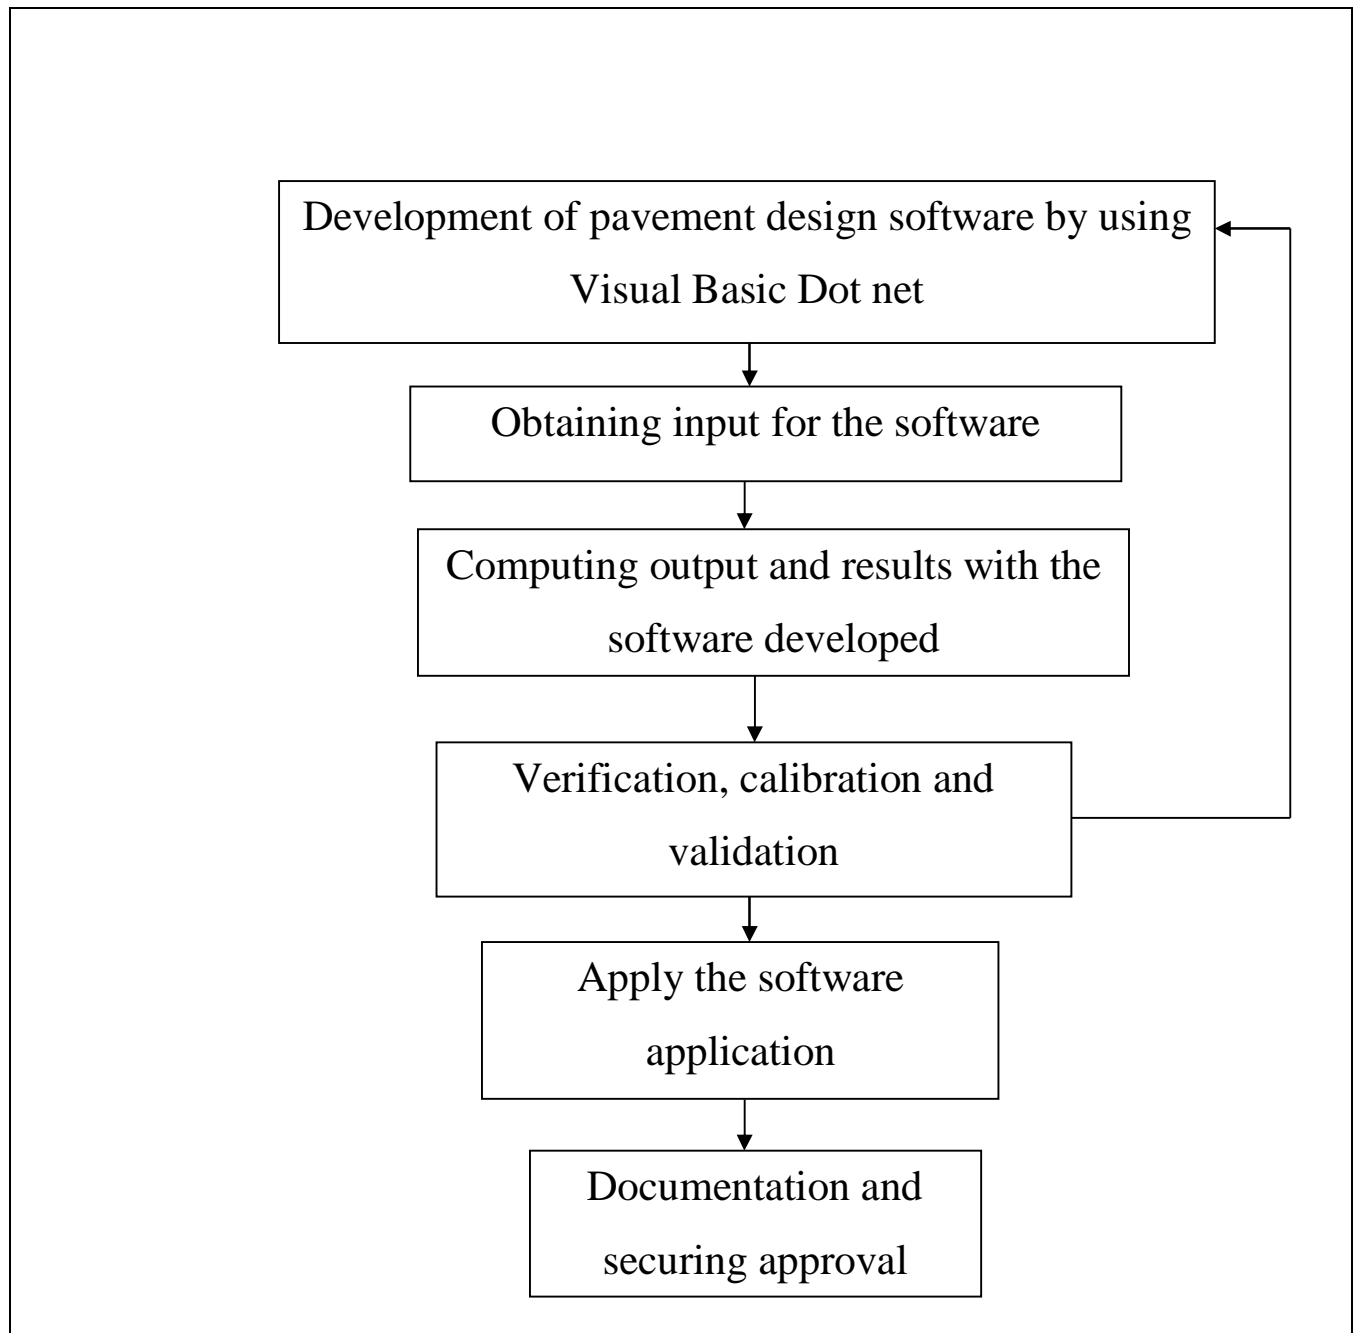 Development of pavement design software by using
Visual Basic Dot net
Obtaining input for the software
Computing output and results with the
software developed
Verification, calibration and
validation
Apply the software
application
Documentation and
securing approval